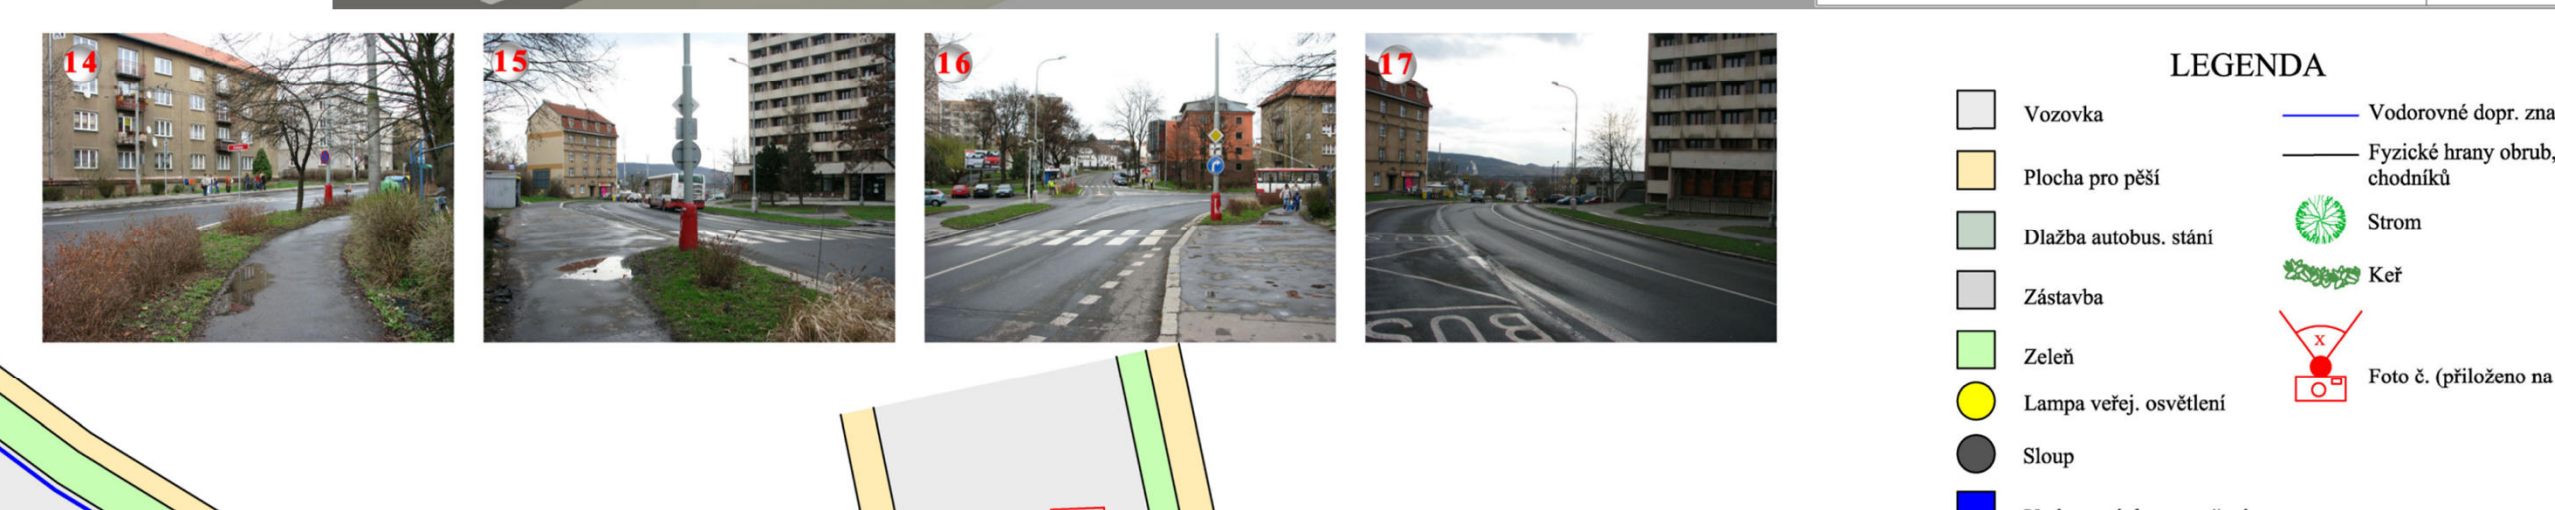 14
15
16
17
BUS
LEGENDA
Vozovka
Plocha pro pěší
Dlažba autobus. stání
Zástavba
Zeleň
Lampa veřej. osvětlení
Sloup
Vodorovné dopr. zna
Fyzické hrany obrub,
chodníků
Strom
Keř
x
Foto č. (přiloženo na